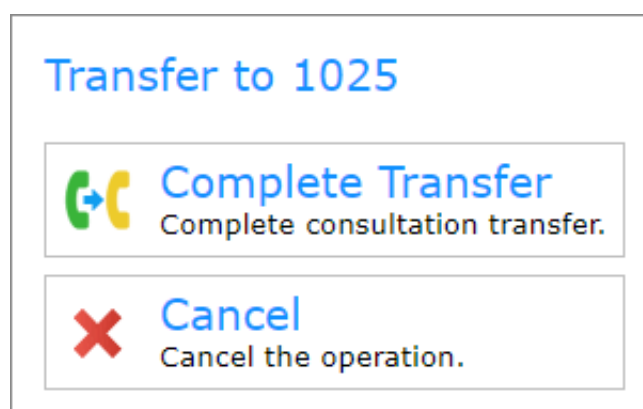 Transfer to 1025
Complete Transfer
Complete consultation transfer.
Cancel
Cancel the operation.